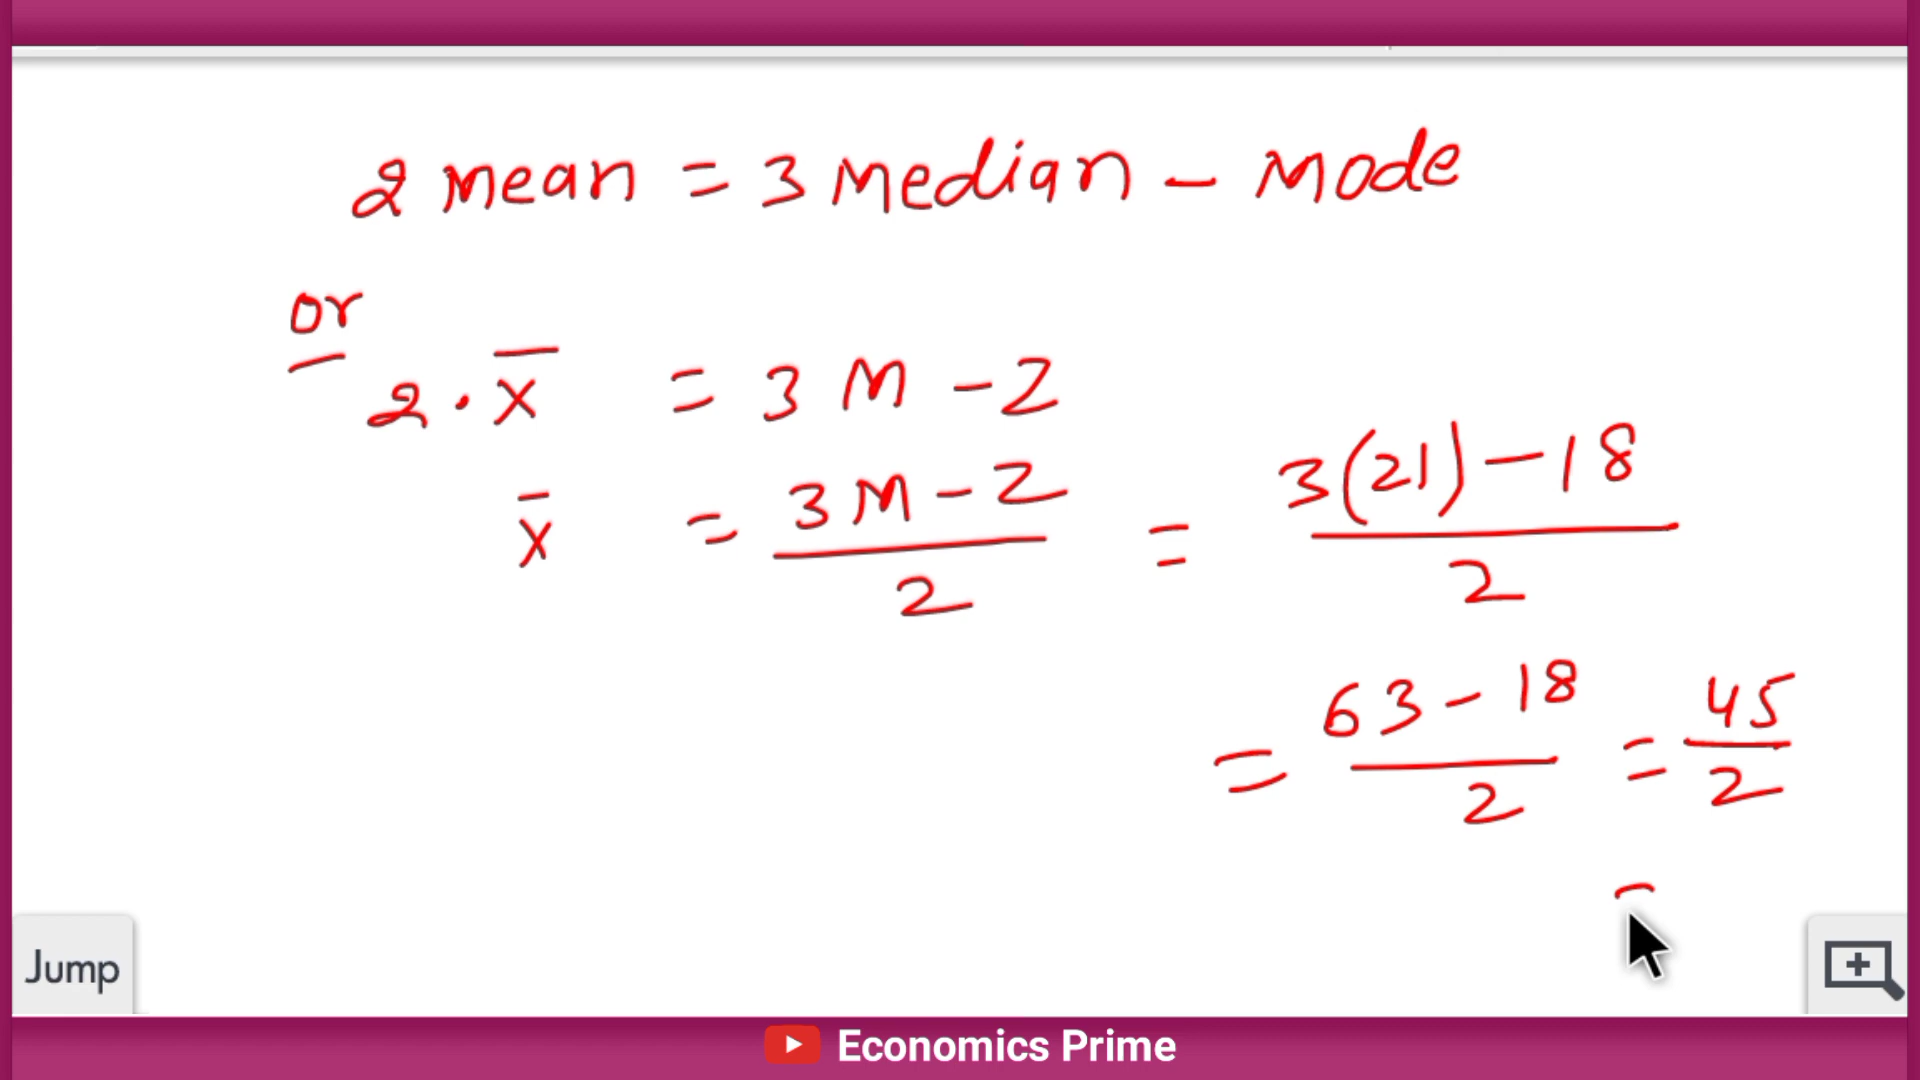 2 mean = 3 Median - Mode
or
2 . x̄ = 3 M - Z
x̄ = 3 M - Z / 2 = 3(21) - 18 / 2
= 63 - 18 / 2 = 45 / 2
Jump
Economics Prime